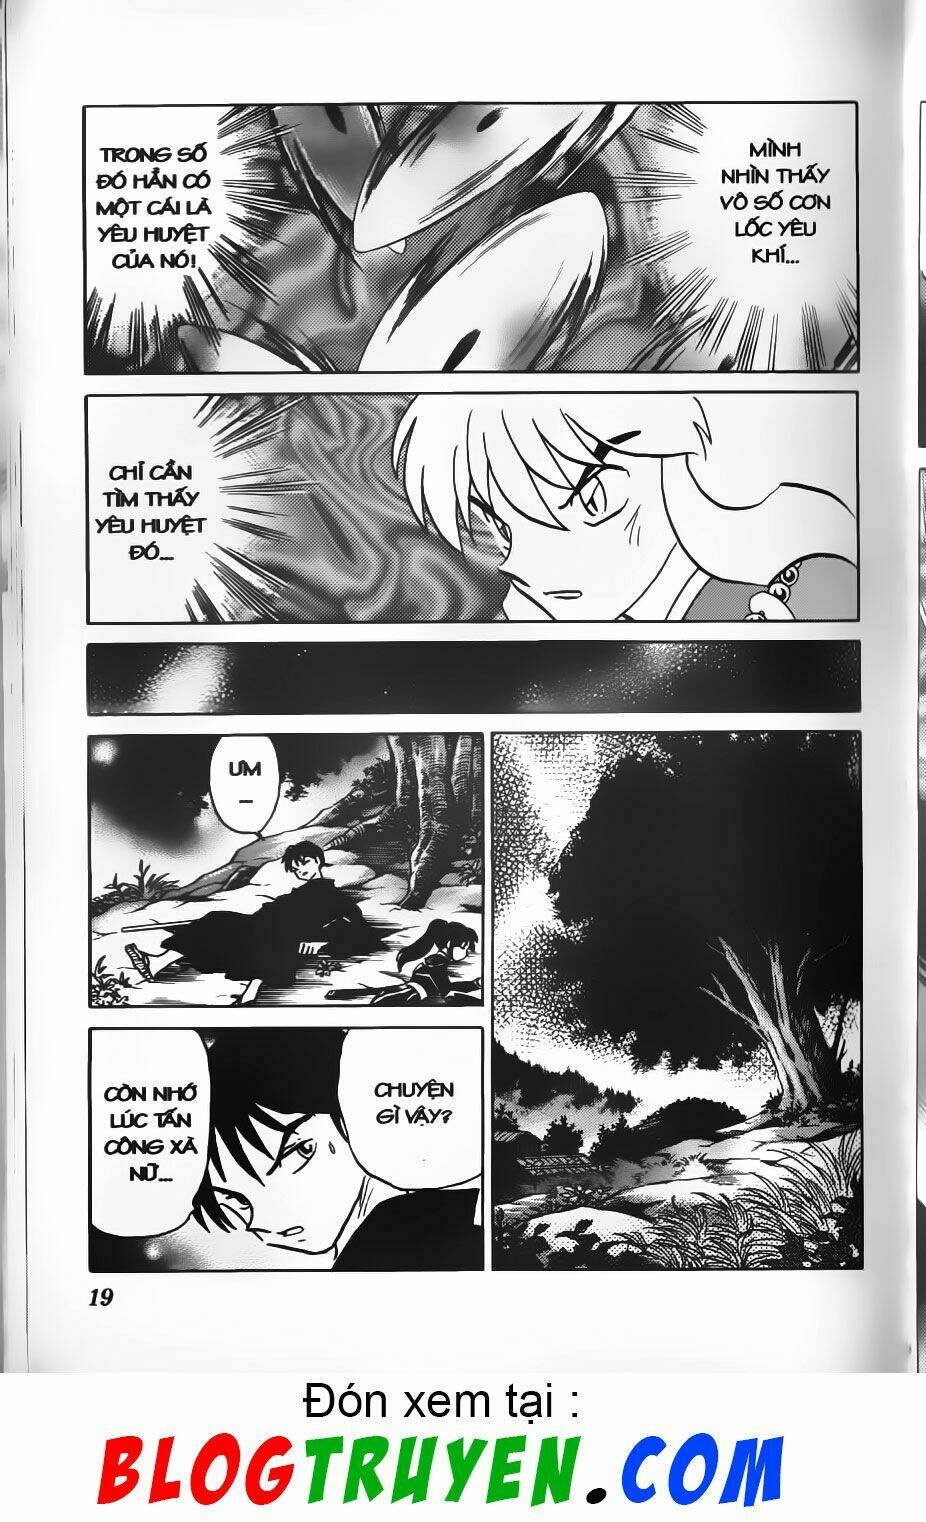 MÌNH
NHÌN THẤY
VÔ SỐ CƠN
LỐC YÊU
KHÍ...
TRONG SỐ
ĐÓ HẲN CÓ
MỘT CÁI LÀ
YÊU HUYỆT
CỦA NÓ!
CHỈ CẦN
TÌM THẤY
YÊU HUYỆT
ĐÓ...
ƯM
–
CHUYỆN
GÌ VẬY?
CÒN NHỚ
LÚC TẤN
CÔNG XÀ
NỮ...
19
Đón xem tại :
BLOGTRUYEN.COM